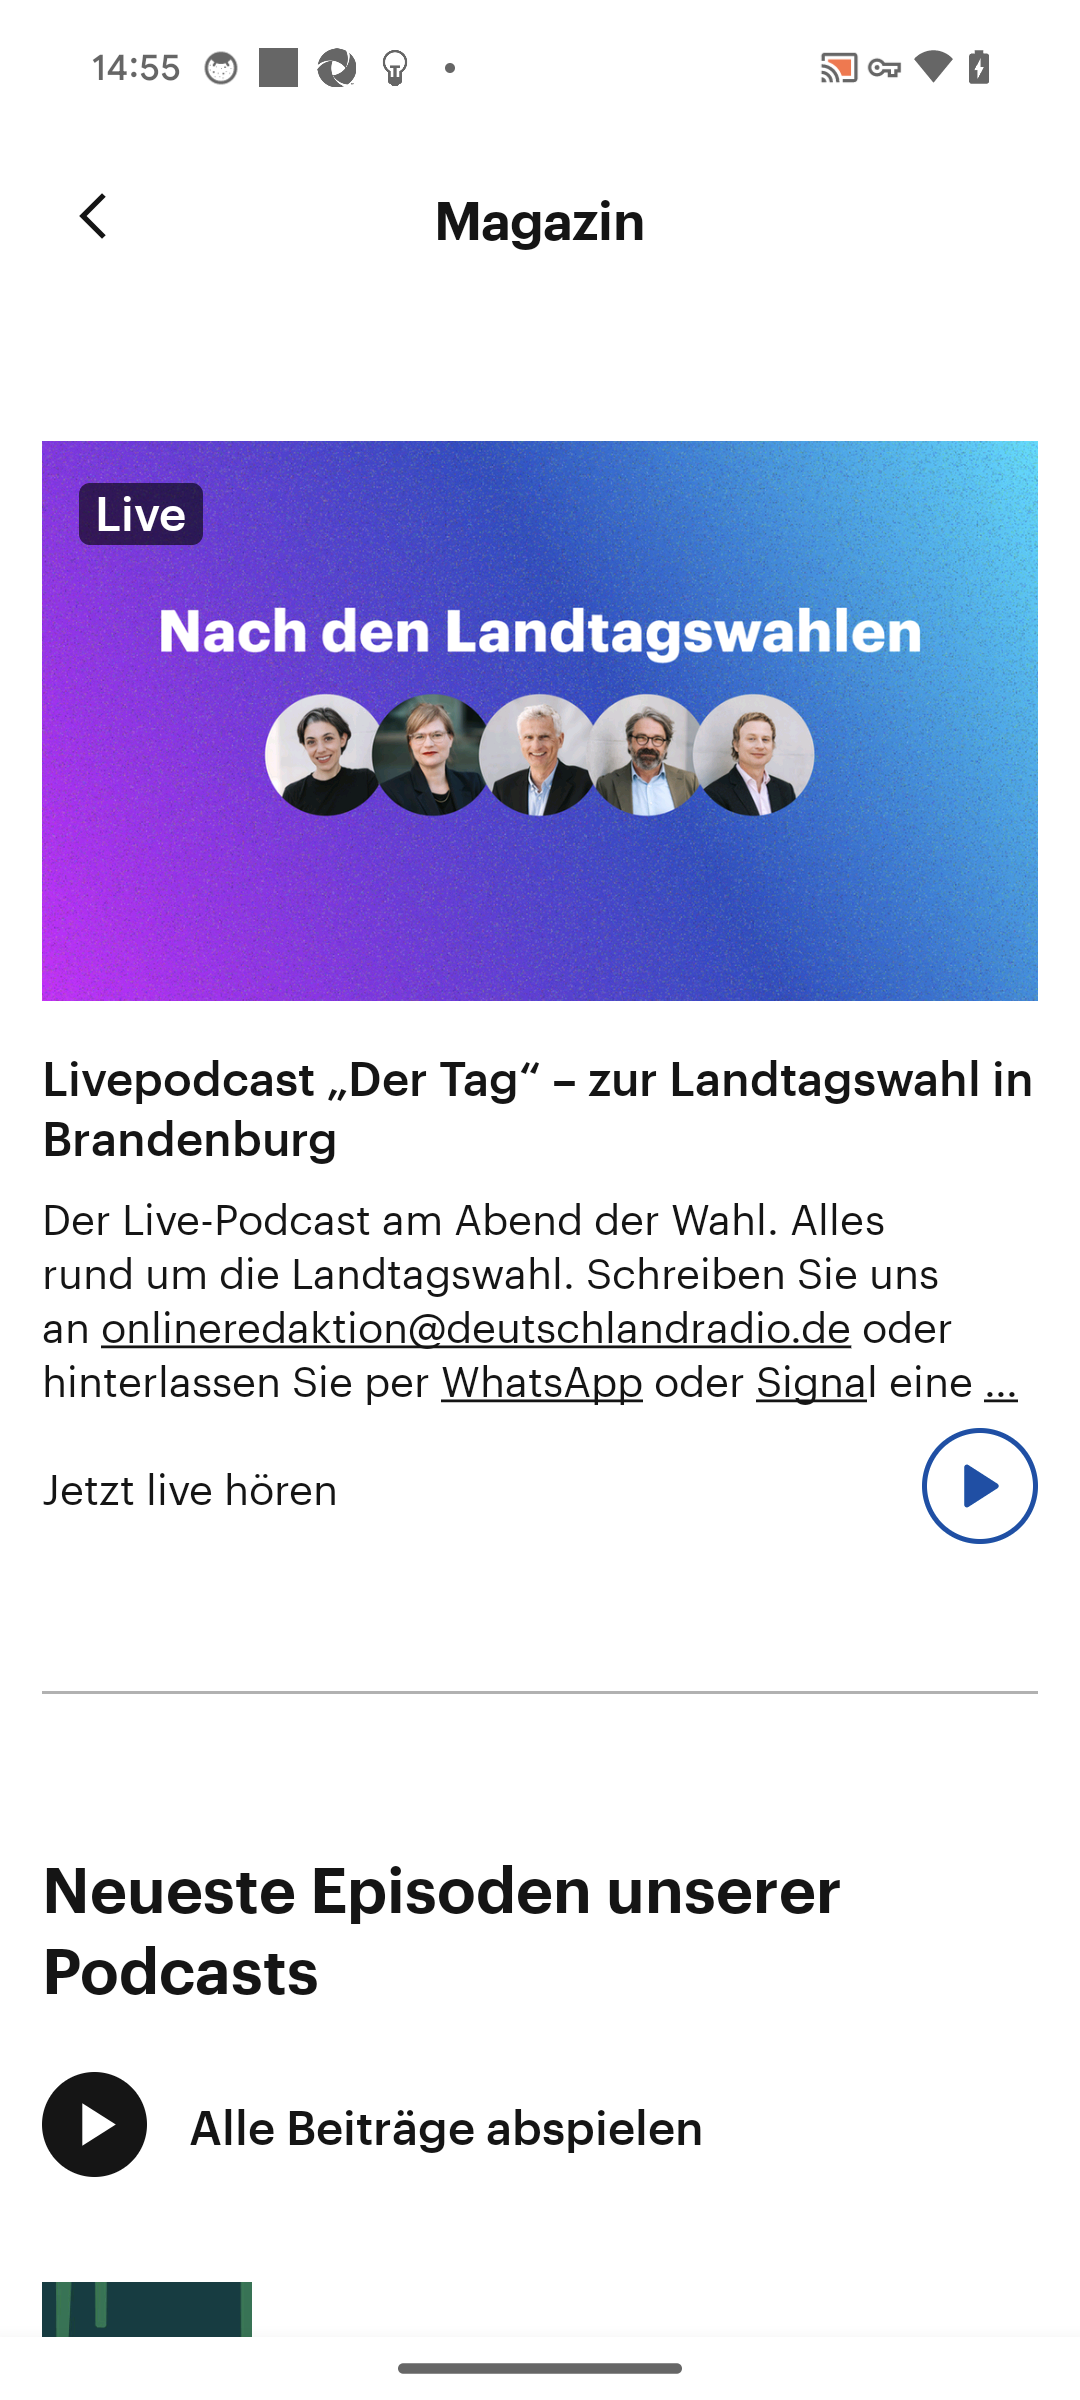 14:55
Magazin
Live
Nach den Landtagswahlen
Livepodcast „Der Tag“ – zur Landtagswahl in
Brandenburg
Der Live-Podcast am Abend der Wahl. Alles
rund um die Landtagswahl. Schreiben Sie uns
an onlineredaktion@deutschlandradio.de oder
hinterlassen Sie per WhatsApp oder Signal eine ...
Jetzt live hören
Neueste Episoden unserer
Podcasts
Alle Beiträge abspielen